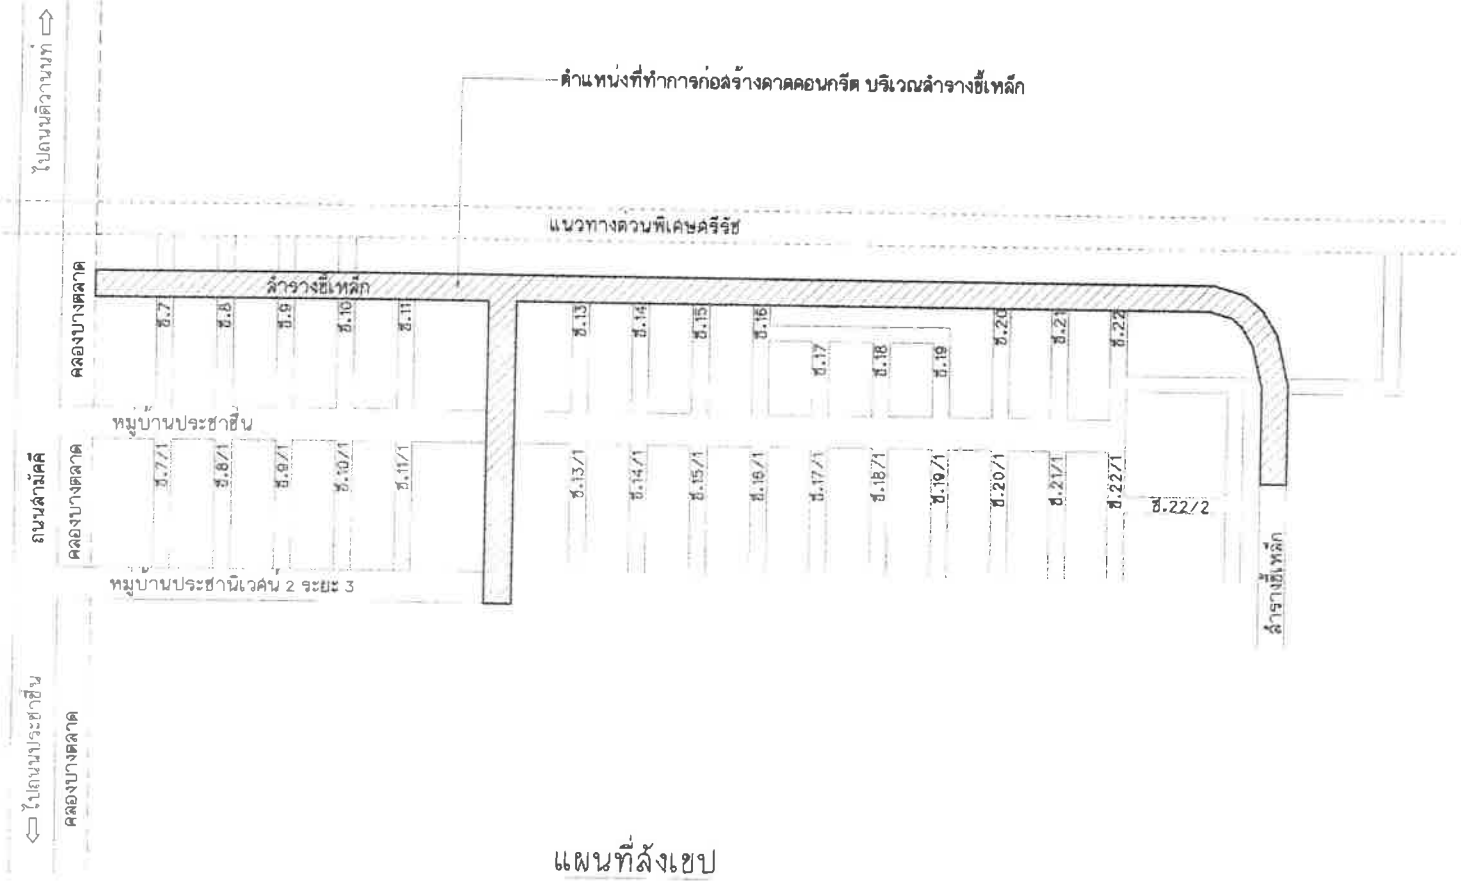 ไปถนนติวานนท์
ตำแหน่งที่ทำการก่อสร้างดาดคอนกรีต บริเวณลำรางขี้เหล็ก
แนวทางด่วนพิเศษศรีรัช
คลองบางตลาด
ลำรางขี้เหล็ก
ซ.7
ซ.8
ซ.9
ซ.10
ซ.11
ซ.13
ซ.14
ซ.15
ซ.16
ซ.17
ซ.18
ซ.19
ซ.20
ซ.21
ซ.22
หมู่บ้านประชาชื่น
ถนนสามัคคี
คลองบางตลาด
ซ.7/1
ซ.8/1
ซ.9/1
ซ.10/1
ซ.11/1
ซ.13/1
ซ.14/1
ซ.15/1
ซ.16/1
ซ.17/1
ซ.18/1
ซ.19/1
ซ.20/1
ซ.21/1
ซ.22/1
ซ.22/2
ลำรางขี้เหล็ก
หมู่บ้านประชานิเวศน์ 2 ระยะ 3
ไปถนนประชาชื่น
คลองบางตลาด
แผนที่สังเขป